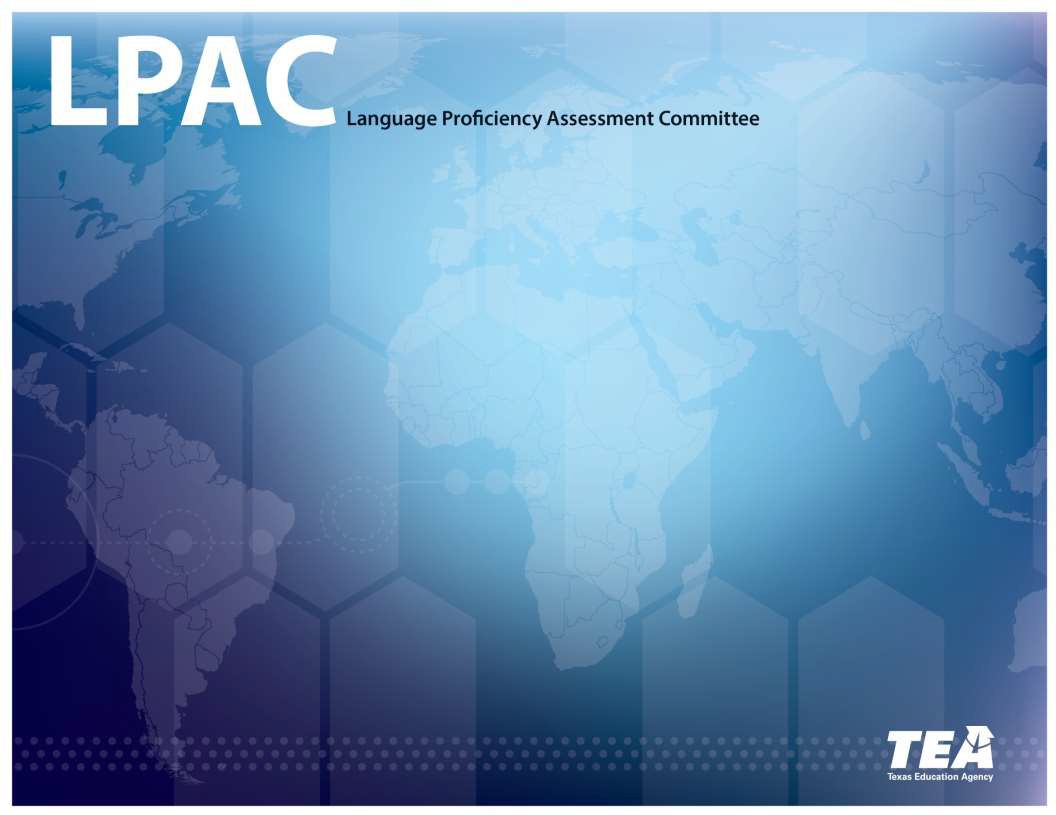 LPAC Language Proficiency Assessment Committee
TEA
Texas Education Agency